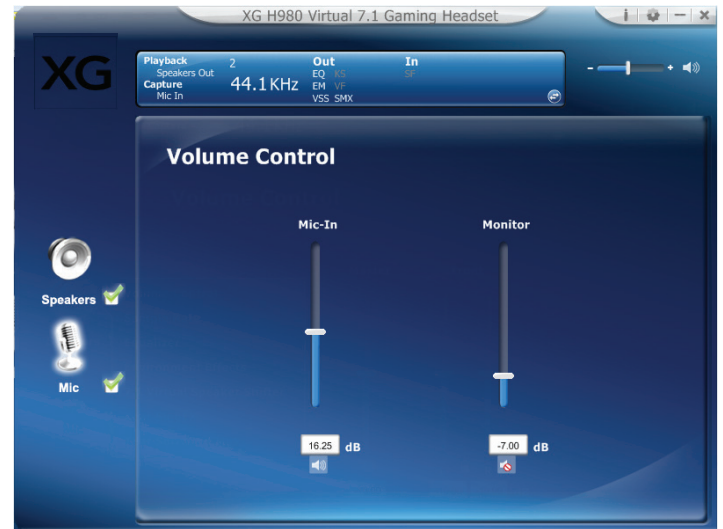 XG H980 Virtual 7.1 Gaming Headset
i
XG
Playback
Speakers Out
Capture
Mic In
2
44.1KHz
Out
EQ KS
EM VF
VSS SMX
In
SF
- +
Volume Control
Mic-In
Monitor
Speakers
Mic
16.25 dB
-7.00 dB